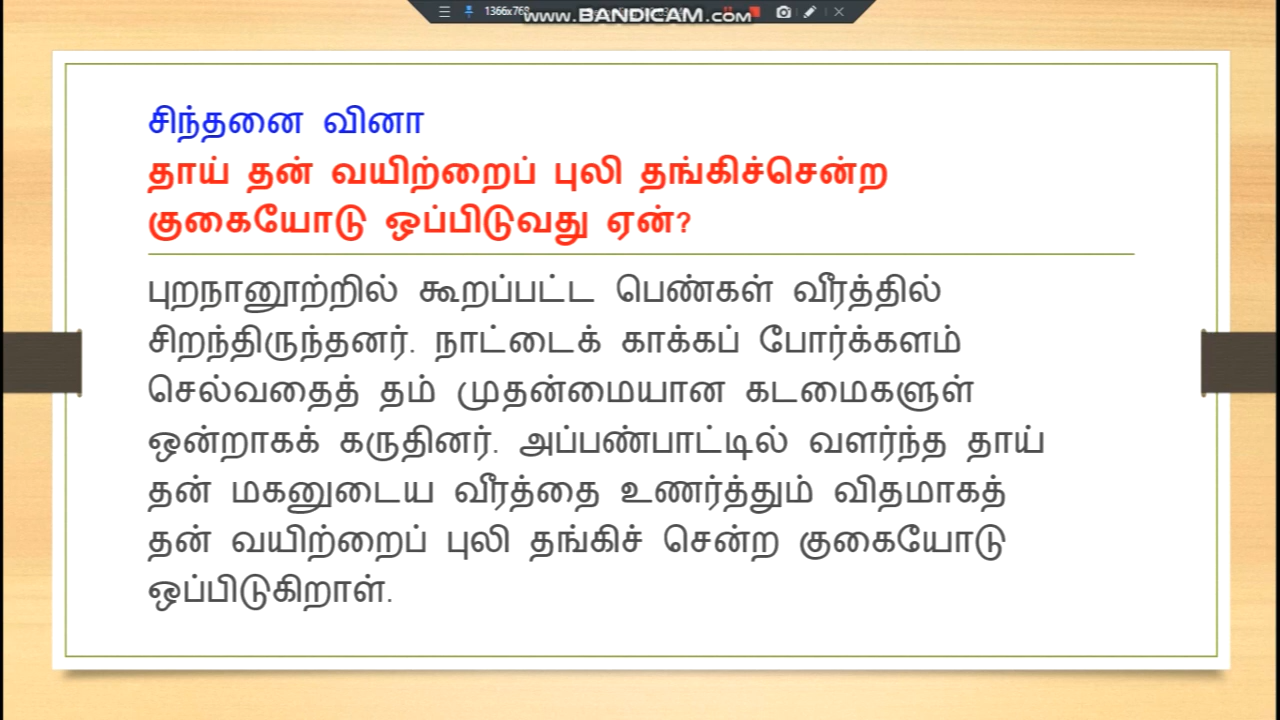 1366x768
www.BANDICAM.com
சிந்தனை வினா
தாய் தன் வயிற்றைப் புலி தங்கிச்சென்ற
குகையோடு ஒப்பிடுவது ஏன்?
புறநானூற்றில் கூறப்பட்ட பெண்கள் வீரத்தில்
சிறந்திருந்தனர். நாட்டைக் காக்கப் போர்க்களம்
செல்வதைத் தம் முதன்மையான கடமைகளுள்
ஒன்றாகக் கருதினர். அப்பண்பாட்டில் வளர்ந்த தாய்
தன் மகனுடைய வீரத்தை உணர்த்தும் விதமாகத்
தன் வயிற்றைப் புலி தங்கிச் சென்ற குகையோடு
ஒப்பிடுகிறாள்.